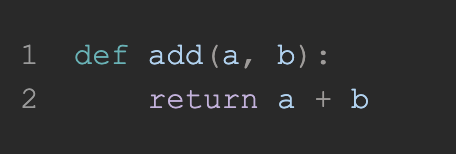 1 def add(a, b):
2     return a + b